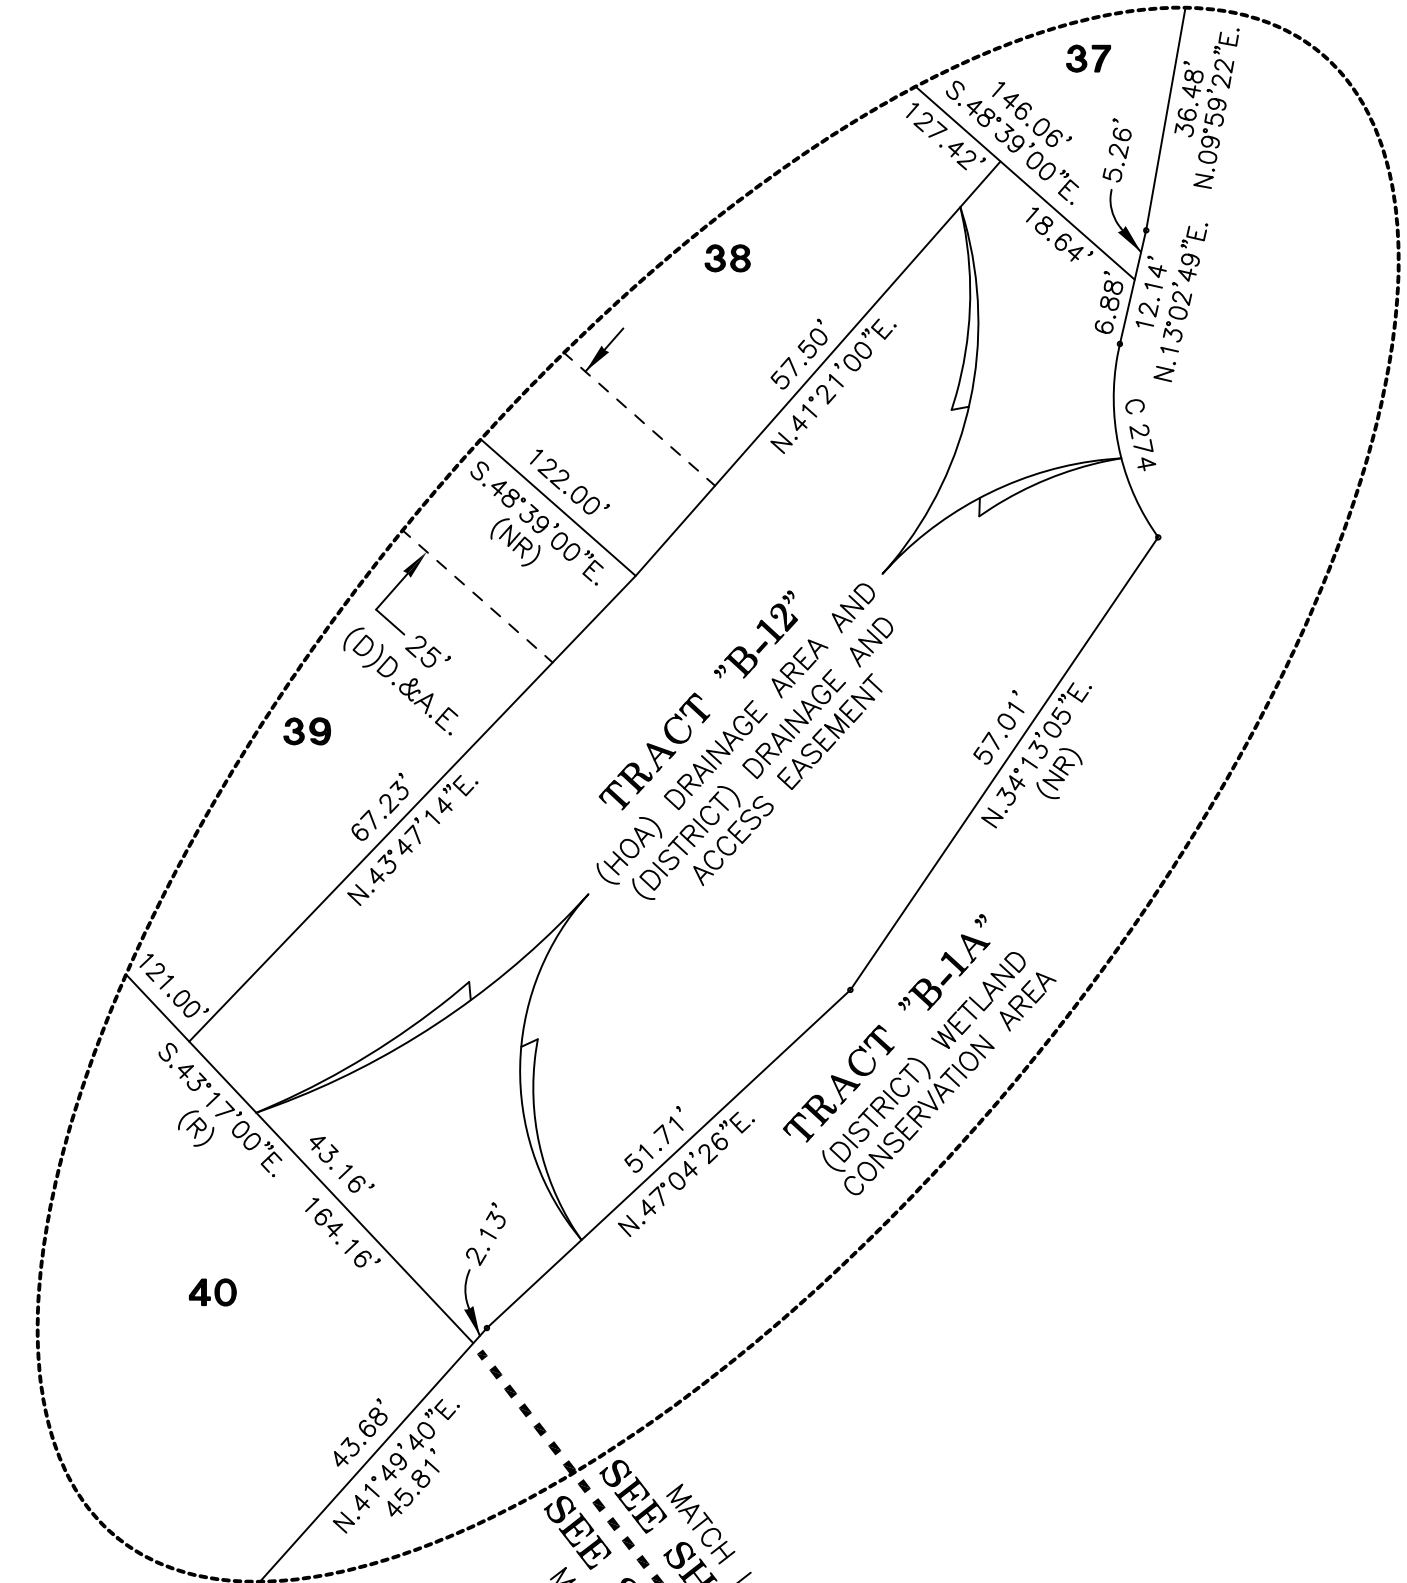 37
36.48'
N.09°59'22"E.
146.06'
S.48°39'00"E.
127.42'
5.26'
18.64'
6.88'
12.14'
N.13°02'49"E.
38
57.50'
N.41°21'00"E.
C 274
122.00'
S.48°39'00"E.
(NR)
25'
(D)D.&A.E.
39
TRACT "B-12"
(HOA) DRAINAGE AREA AND
(DISTRICT) DRAINAGE AND
ACCESS EASEMENT
57.01'
N.34°13'05"E.
(NR)
67.23'
N.43°47'14"E.
121.00'
S.43°17'00"E.
(R)
43.16'
164.16'
TRACT "B-1A"
(DISTRICT) WETLAND
CONSERVATION AREA
51.71'
N.47°04'26"E.
2.13'
40
43.68'
N.41°49'40"E.
45.81'
MATCH
SEE
SEE